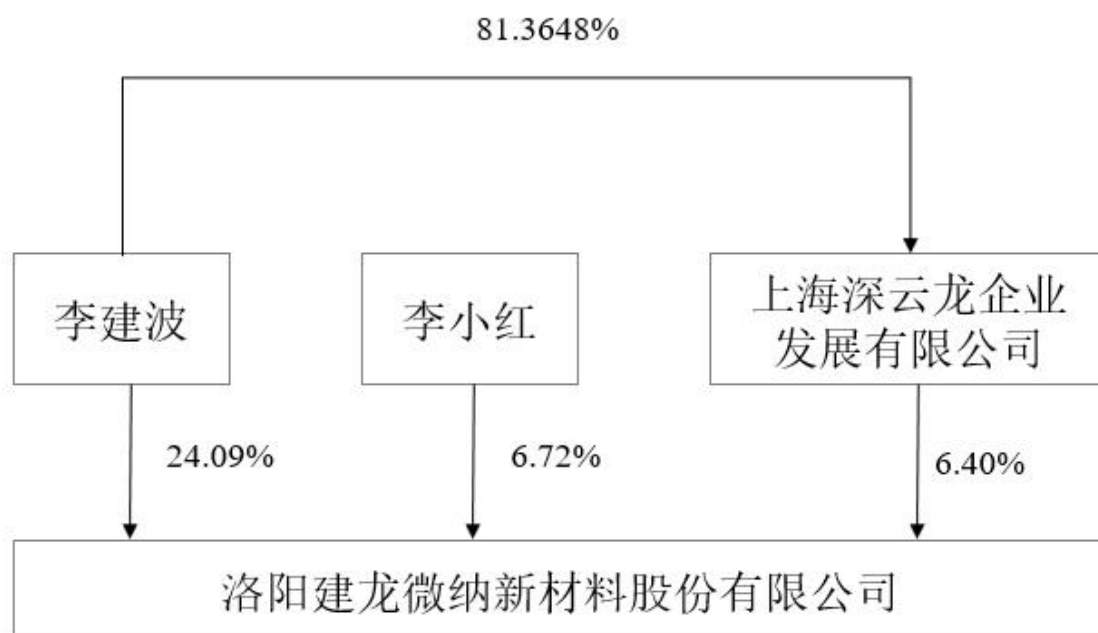 81.3648%
李建波
李小红
上海深云龙企业
发展有限公司
24.09%
6.72%
6.40%
洛阳建龙微纳新材料股份有限公司